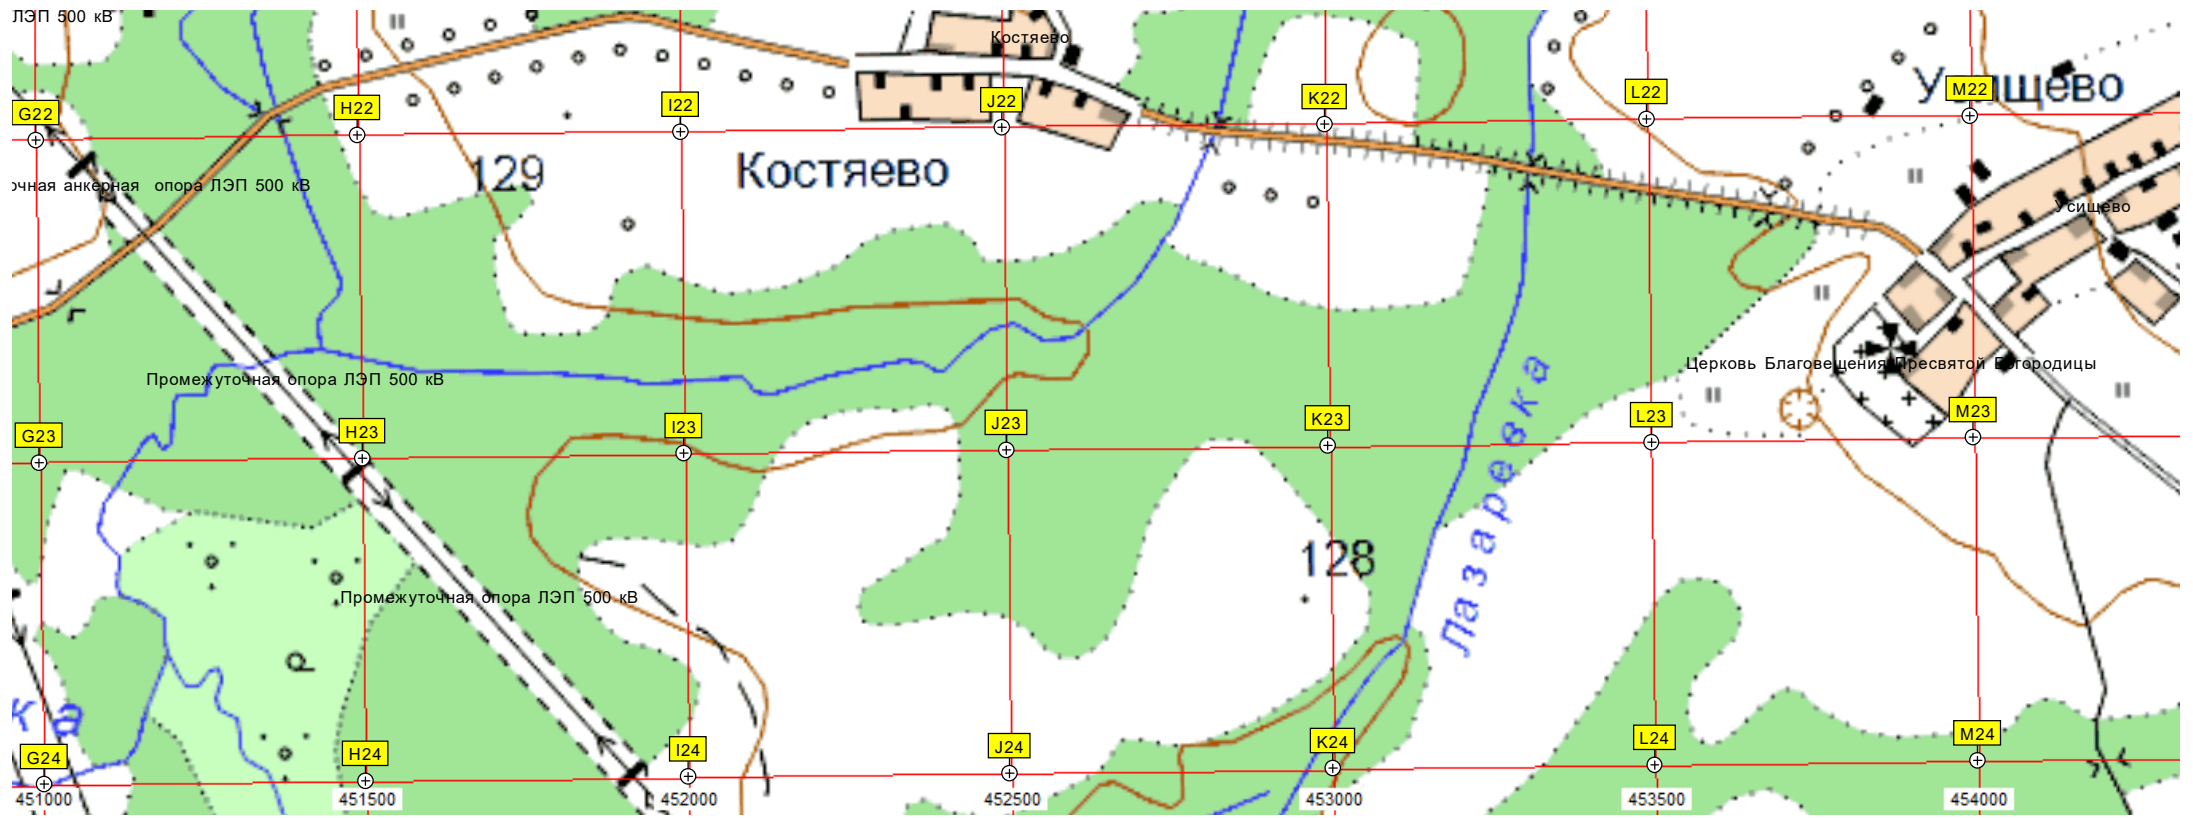 ЛЭП 500 кВ
Костяево
Усищево
G22
H22
I22
J22
K22
L22
M22
129
Костяево
очная анкерная опора ЛЭП 500 кВ
Усищево
Церковь Благовещения Пресвятой Богородицы
Промежуточная опора ЛЭП 500 кВ
G23
H23
I23
J23
K23
L23
M23
Лазаревка
128
Промежуточная опора ЛЭП 500 кВ
р
ка
G24
H24
I24
J24
K24
L24
M24
451000
451500
452000
452500
453000
453500
454000